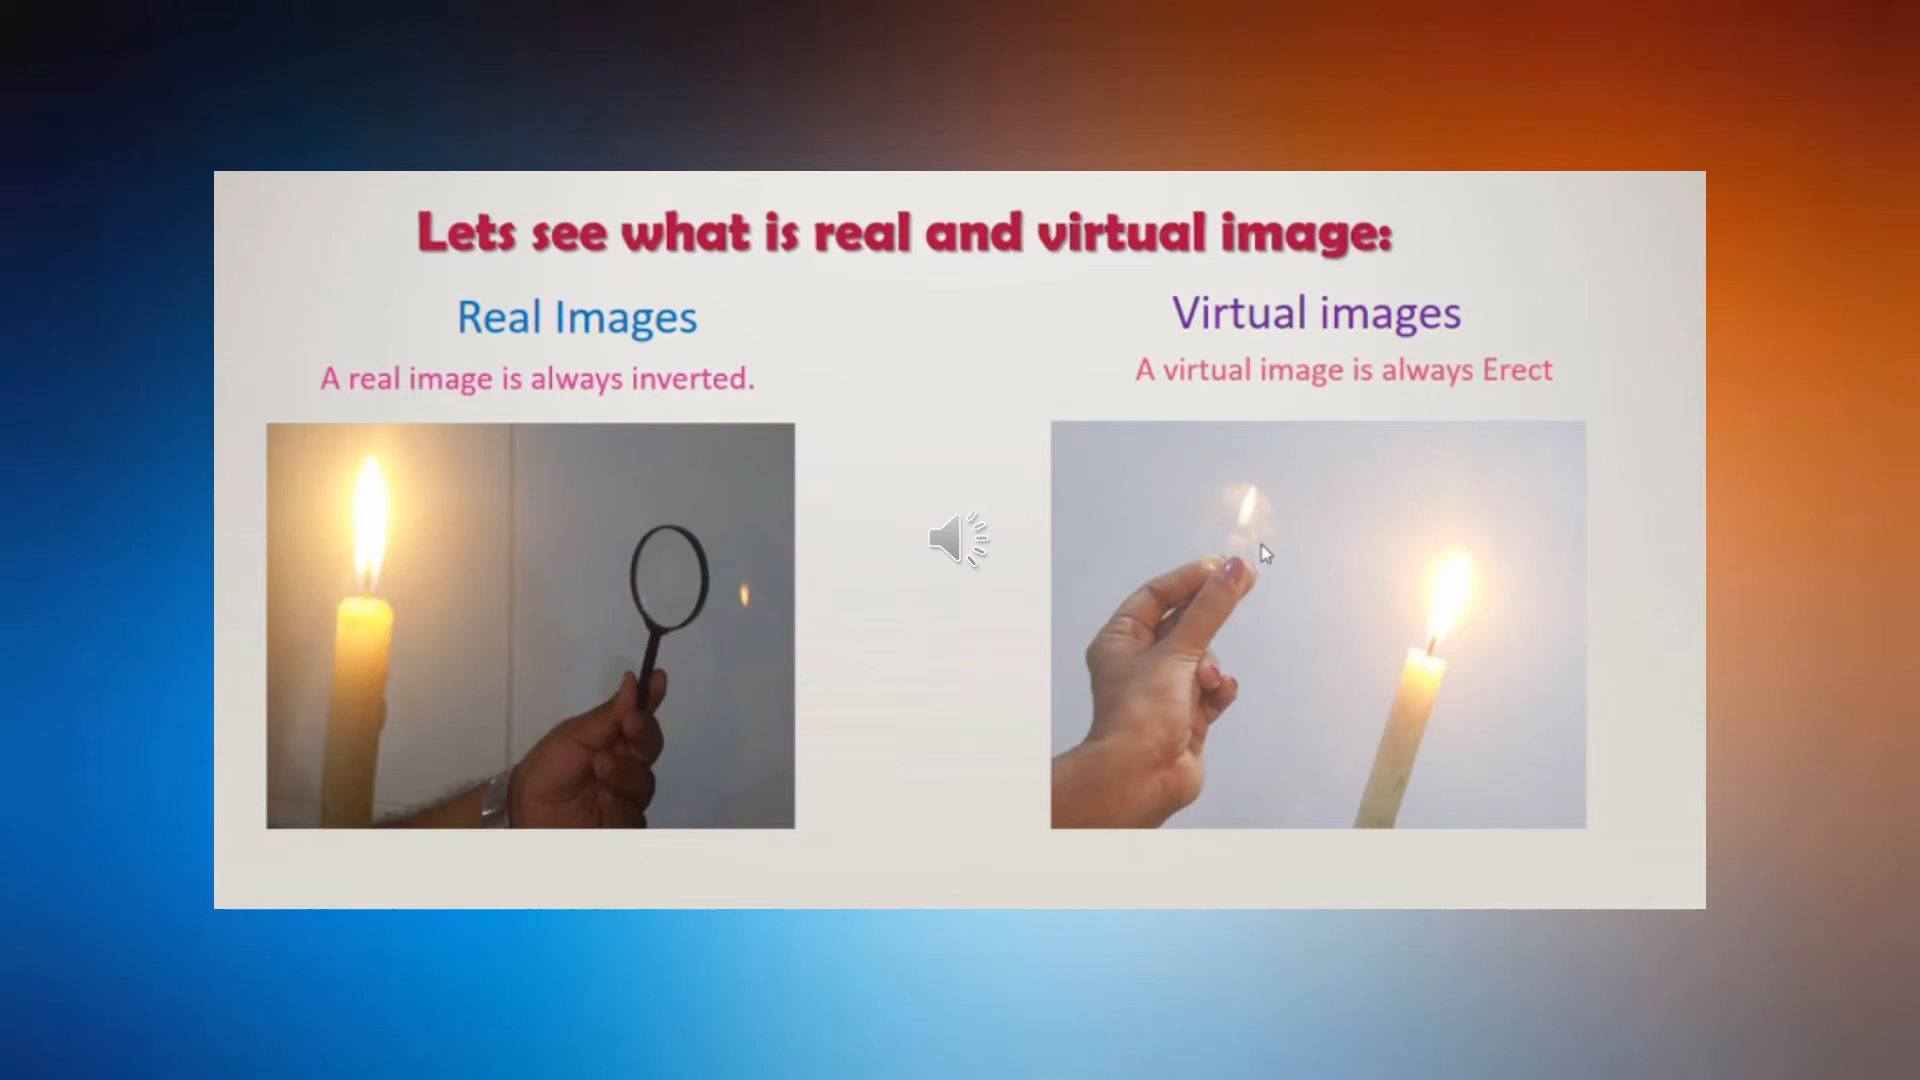 Lets see what is real and virtual image:
Real Images
A real image is always inverted.
Virtual images
A virtual image is always Erect